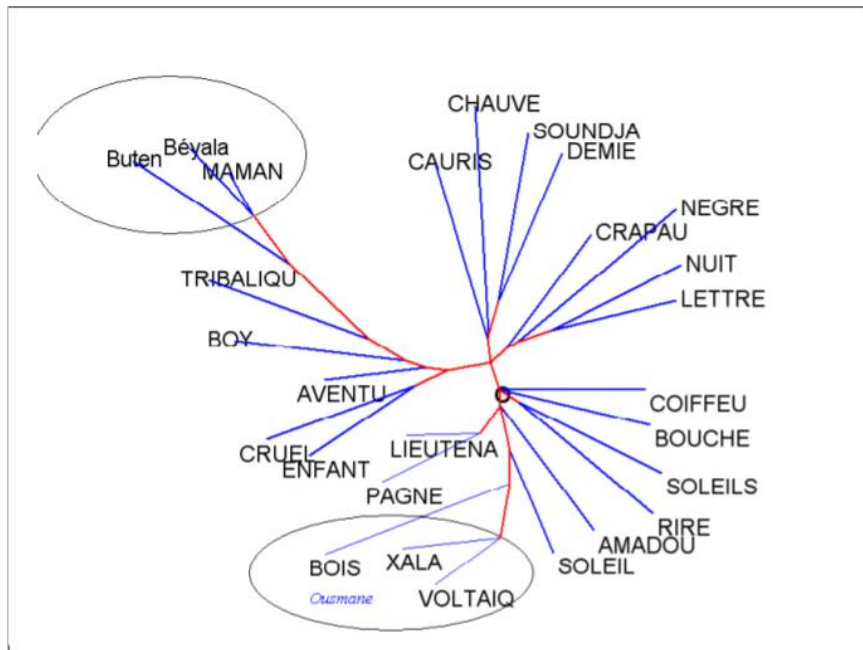 CHAUVE
SOUNDJA
DEMIE
CAURIS
Béyala
Buten
MAMAN
NEGRE
CRAPAU
NUIT
LETTRE
TRIBALIQU
BOY
AVENTU
COIFFEU
BOUCHE
CRUEL
ENFANT
LIEUTENA
SOLEILS
PAGNE
RIRE
AMADOU
SOLEIL
BOIS
XALA
VOLTAIQ
Ousmane
O